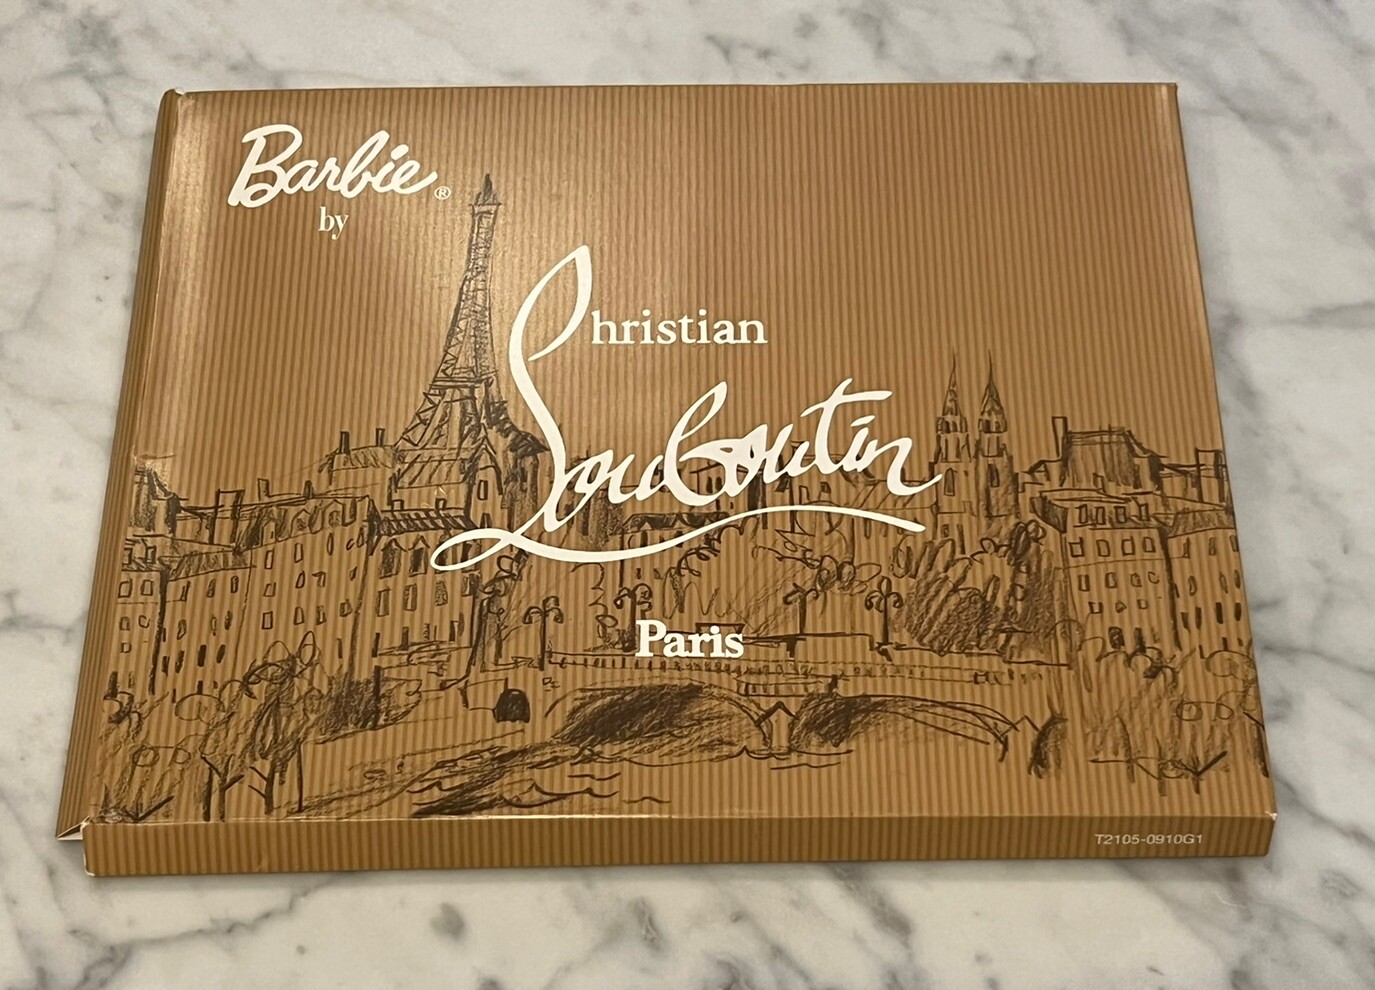 Barbie®
by
Christian
Louboutin
Paris
T2105-0910G1